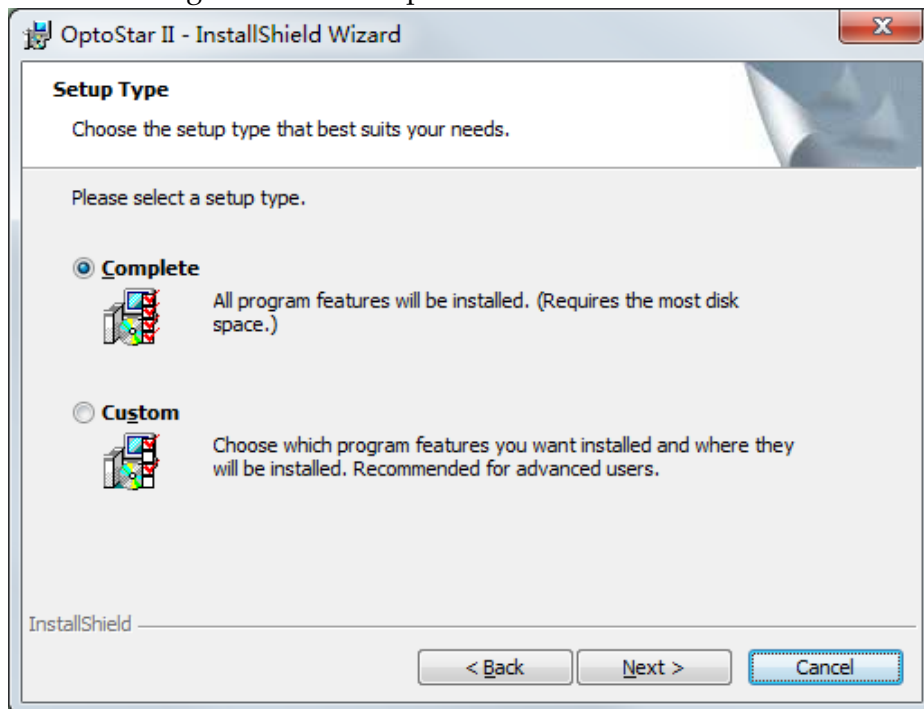 OptoStar II - InstallShield Wizard
Setup Type
Choose the setup type that best suits your needs.
Please select a setup type.
Complete
All program features will be installed. (Requires the most disk
space.)
Custom
Choose which program features you want installed and where they
will be installed. Recommended for advanced users.
InstallShield
< Back
Next >
Cancel